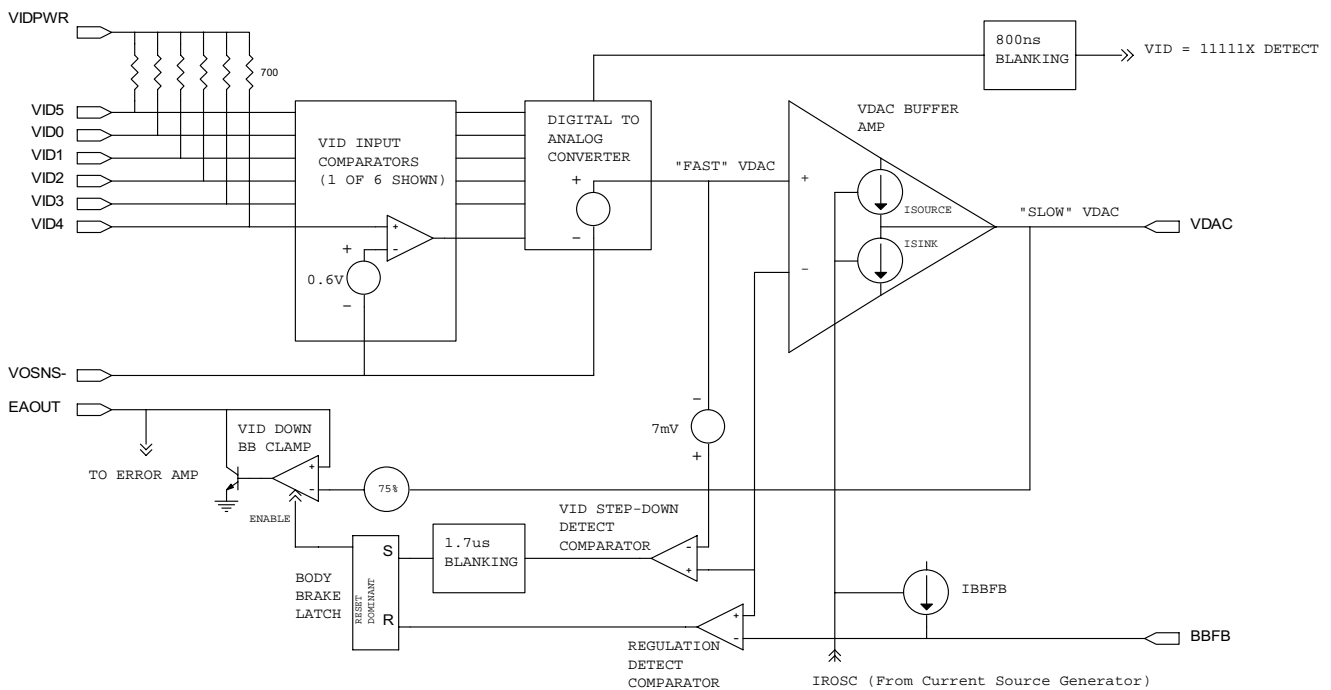 VIDPWR
700
800ns
BLANKING
VID = 11111X DETECT
VID5
VID0
VID1
VID2
VID3
VID4
VID INPUT
COMPARATORS
(1 OF 6 SHOWN)
+
-
+
0.6V
-
DIGITAL TO
ANALOG
CONVERTER
+
-
"FAST" VDAC
VDAC BUFFER
AMP
+
-
ISOURCE
ISINK
"SLOW" VDAC
VDAC
VOSNS-
EAOUT
TO ERROR AMP
VID DOWN
BB CLAMP
+
-
75%
ENABLE
-
7mV
+
VID STEP-DOWN
DETECT
COMPARATOR
-
+
1.7us
BLANKING
BODY
BRAKE
LATCH
RESET
DOMINANT
S
R
+
-
REGULATION
DETECT
COMPARATOR
IBBFB
BBFB
IROSC (From Current Source Generator)